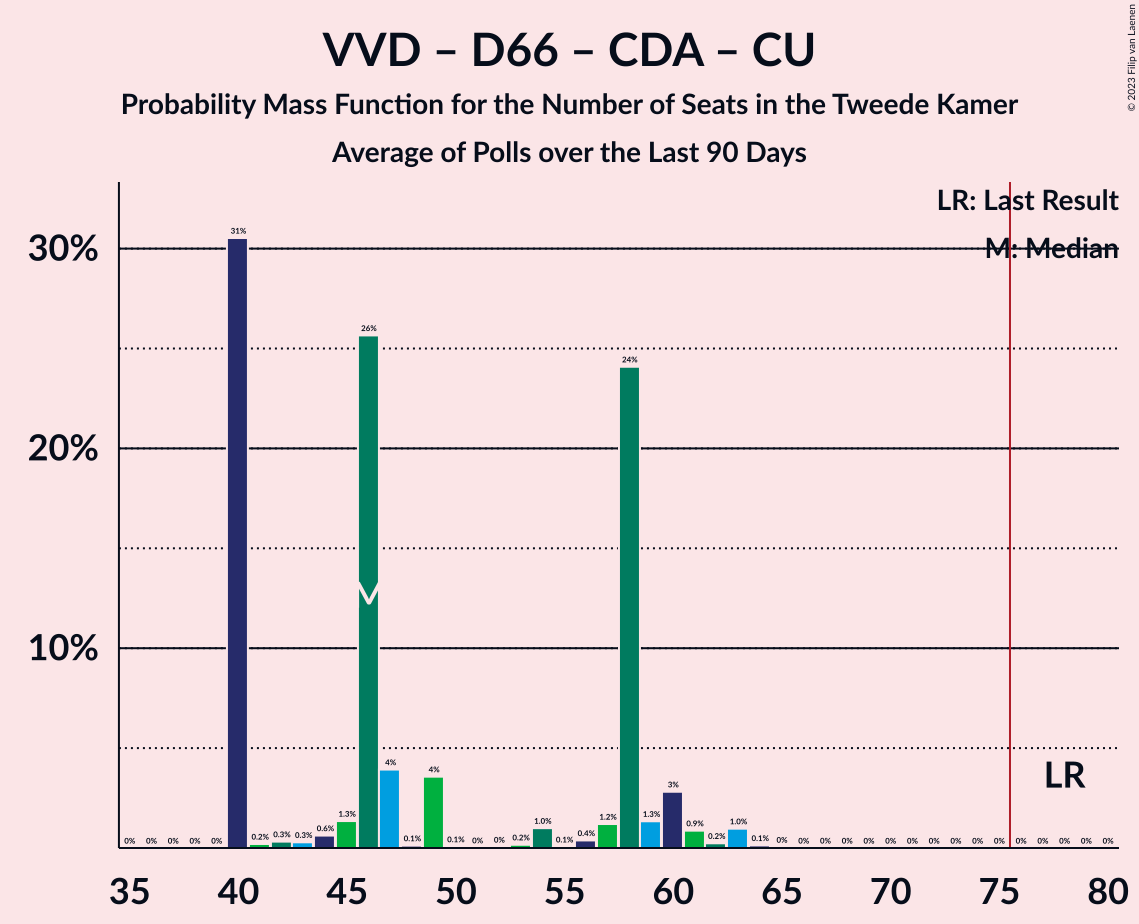 VVD – D66 – CDA – CU
Probability Mass Function for the Number of Seats in the Tweede Kamer
Average of Polls over the Last 90 Days
© 2023 Filip van Laenen
LR: Last Result
M: Median
30%
20%
10%
0% 0% 0% 0% 0% 31% 0.2% 0.3% 0.3% 0.6% 1.3% 26% 4% 0.1% 4% 0.1% 0% 0% 0.2% 1.0% 0.1% 0.4% 1.2% 24% 1.3% 3% 0.9% 0.2% 1.0% 0.1% 0% 0% 0% 0% 0% 0% 0% 0% 0% 0% 0% 0% 0% 0% 0% 0%
LR
35 40 45 50 55 60 65 70 75 80